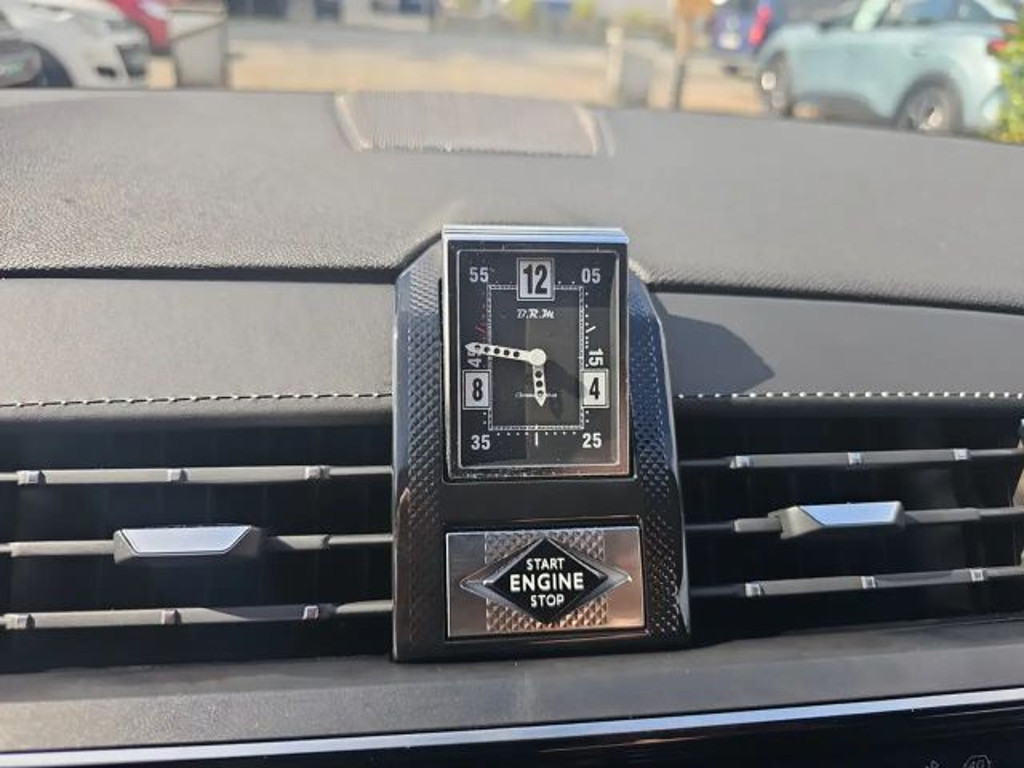 55 12 05
B.R.M
45 15
8 4
35 25
START
ENGINE
STOP